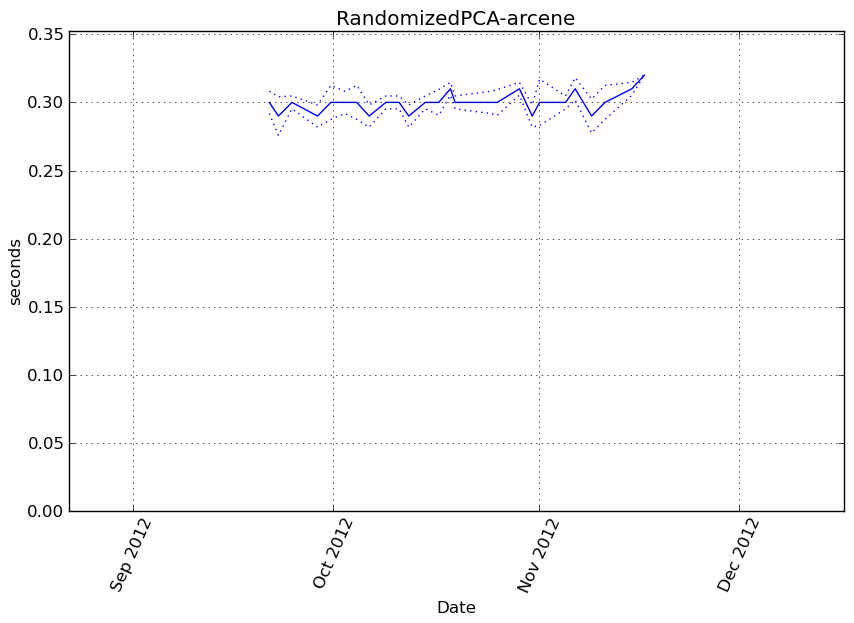 RandomizedPCA-arcene
0.35
0.30
0.25
0.20
0.15
0.10
0.05
0.00
seconds
Sep 2012
Oct 2012
Nov 2012
Dec 2012
Date